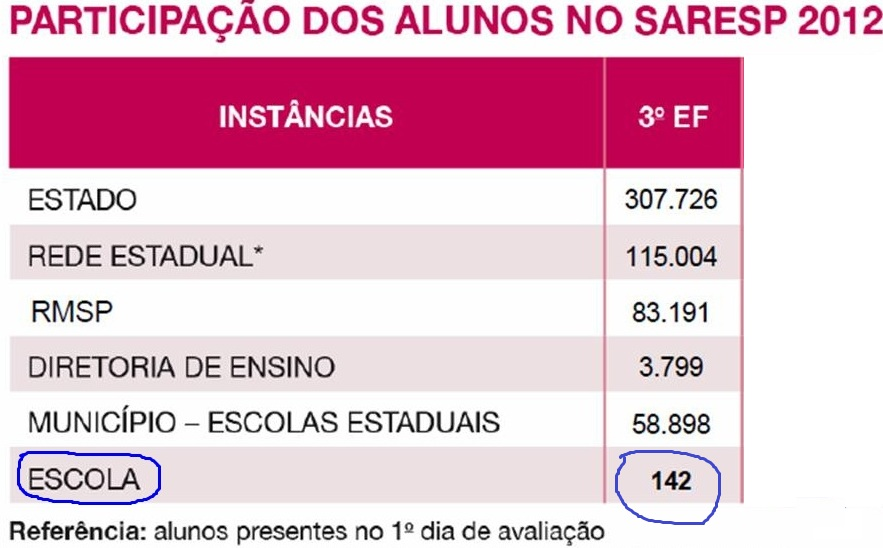 PARTICIPAÇÃO DOS ALUNOS NO SARESP 2012
INSTÂNCIAS 3º EF
ESTADO 307.726
REDE ESTADUAL* 115.004
RMSP 83.191
DIRETORIA DE ENSINO 3.799
MUNICÍPIO – ESCOLAS ESTADUAIS 58.898
ESCOLA 142
Referência: alunos presentes no 1º dia de avaliação